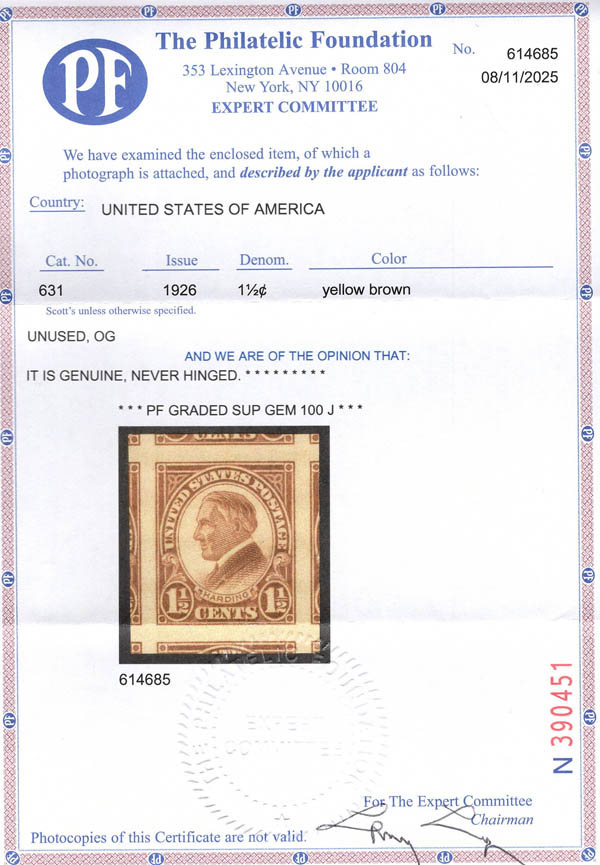 PF
The Philatelic Foundation
No. 614685
353 Lexington Avenue • Room 804
08/11/2025
New York, NY 10016
EXPERT COMMITTEE
We have examined the enclosed item, of which a
photograph is attached, and described by the applicant as follows:
Country: UNITED STATES OF AMERICA
Cat. No. Issue Denom. Color
631 1926 1½¢ yellow brown
Scott's unless otherwise specified.
UNUSED, OG
AND WE ARE OF THE OPINION THAT:
IT IS GENUINE, NEVER HINGED. * * * * * * * * *
* * * PF GRADED SUP GEM 100 J * * *
UNITED STATES POSTAGE
HARDING
1½ CENTS 1½
614685
THE PHILATELIC FOUNDATION
EXPERT
COMMITTEE
N 390451
For The Expert Committee
Chairman
Photocopies of this Certificate are not valid.